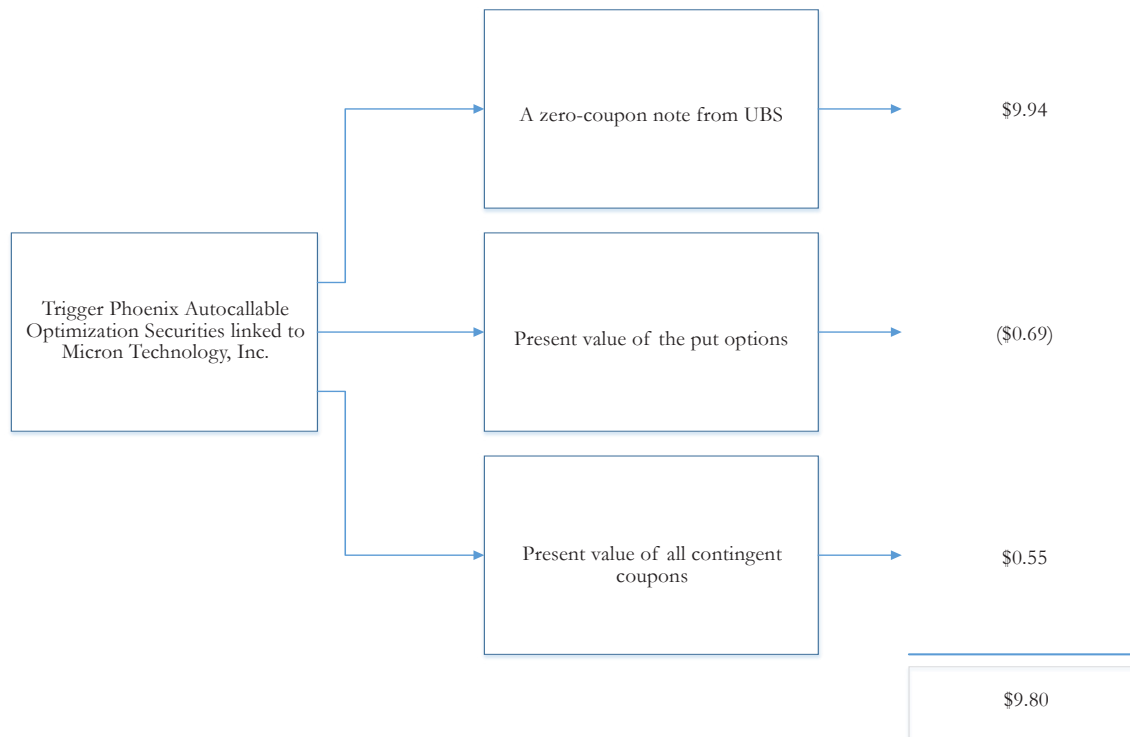 A zero-coupon note from UBS
$9.94
Trigger Phoenix Autocallable
Optimization Securities linked to
Micron Technology, Inc.
Present value of the put options
($0.69)
Present value of all contingent
coupons
$0.55
$9.80